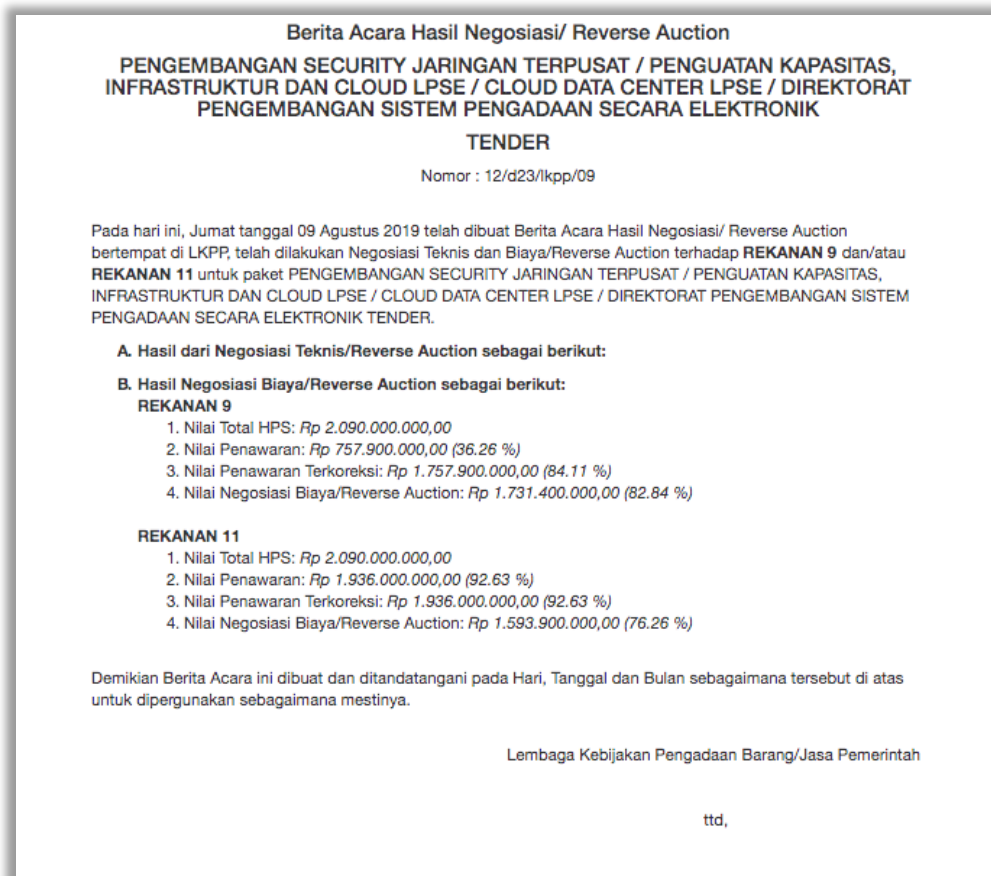 Berita Acara Hasil Negosiasi/ Reverse Auction
PENGEMBANGAN SECURITY JARINGAN TERPUSAT / PENGUATAN KAPASITAS,
INFRASTRUKTUR DAN CLOUD LPSE / CLOUD DATA CENTER LPSE / DIREKTORAT
PENGEMBANGAN SISTEM PENGADAAN SECARA ELEKTRONIK
TENDER
Nomor : 12/d23/lkpp/09
Pada hari ini, Jumat tanggal 09 Agustus 2019 telah dibuat Berita Acara Hasil Negosiasi/ Reverse Auction
bertempat di LKPP, telah dilakukan Negosiasi Teknis dan Biaya/Reverse Auction terhadap REKANAN 9 dan/atau
REKANAN 11 untuk paket PENGEMBANGAN SECURITY JARINGAN TERPUSAT / PENGUATAN KAPASITAS,
INFRASTRUKTUR DAN CLOUD LPSE / CLOUD DATA CENTER LPSE / DIREKTORAT PENGEMBANGAN SISTEM
PENGADAAN SECARA ELEKTRONIK TENDER.
A. Hasil dari Negosiasi Teknis/Reverse Auction sebagai berikut:
B. Hasil Negosiasi Biaya/Reverse Auction sebagai berikut:
REKANAN 9
1. Nilai Total HPS: Rp 2.090.000.000,00
2. Nilai Penawaran: Rp 757.900.000,00 (36.26 %)
3. Nilai Penawaran Terkoreksi: Rp 1.757.900.000,00 (84.11 %)
4. Nilai Negosiasi Biaya/Reverse Auction: Rp 1.731.400.000,00 (82.84 %)
REKANAN 11
1. Nilai Total HPS: Rp 2.090.000.000,00
2. Nilai Penawaran: Rp 1.936.000.000,00 (92.63 %)
3. Nilai Penawaran Terkoreksi: Rp 1.936.000.000,00 (92.63 %)
4. Nilai Negosiasi Biaya/Reverse Auction: Rp 1.593.900.000,00 (76.26 %)
Demikian Berita Acara ini dibuat dan ditandatangani pada Hari, Tanggal dan Bulan sebagaimana tersebut di atas
untuk dipergunakan sebagaimana mestinya.
Lembaga Kebijakan Pengadaan Barang/Jasa Pemerintah
ttd,